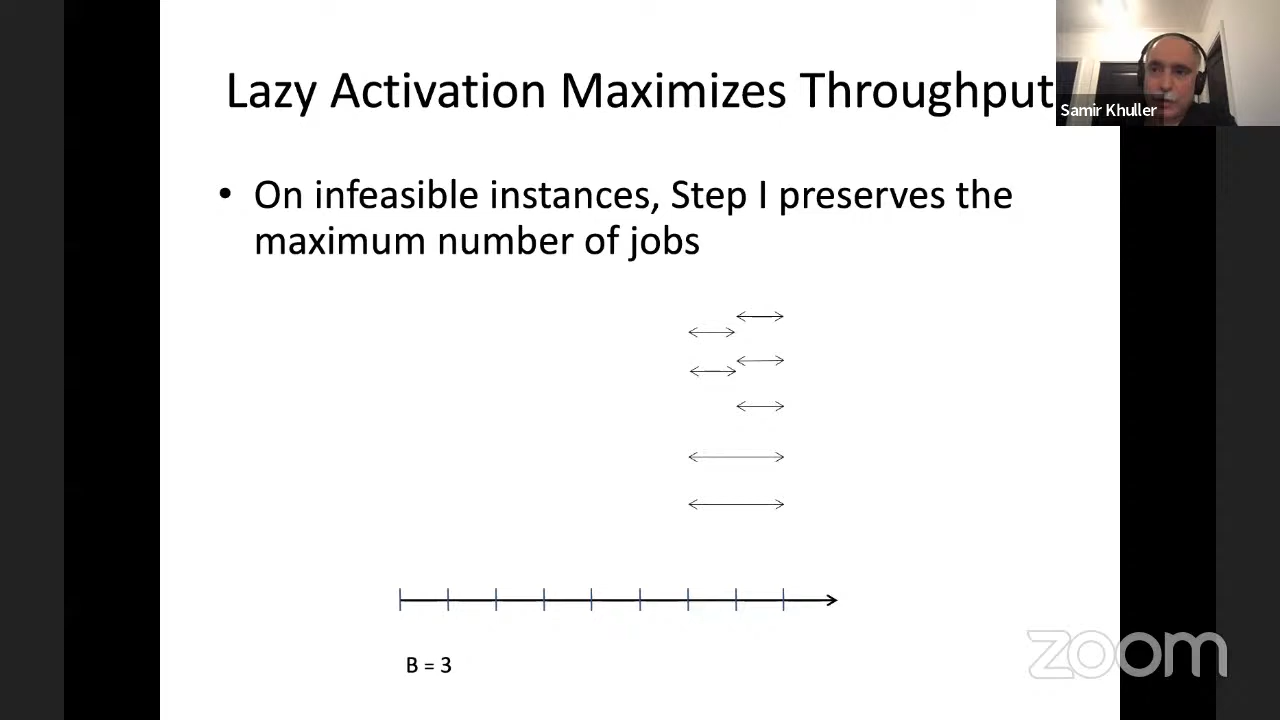 Lazy Activation Maximizes Throughput
Samir Khuller
• On infeasible instances, Step I preserves the
maximum number of jobs
B = 3
zoom